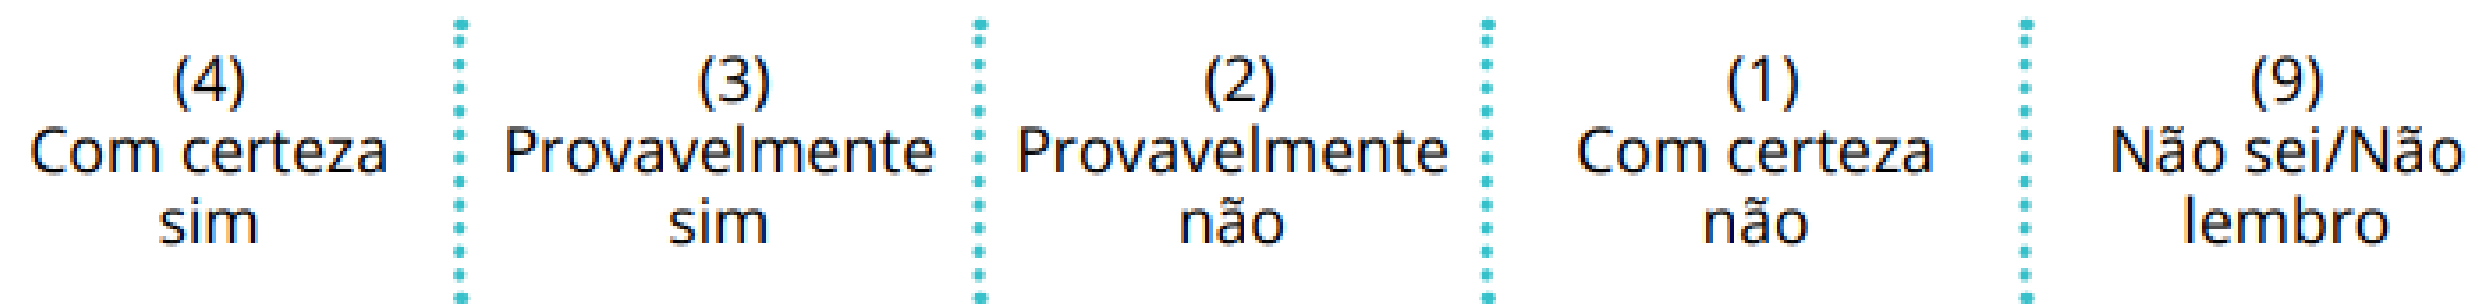 (4)
Com certeza
sim
(3)
Provavelmente
sim
(2)
Provavelmente
não
(1)
Com certeza
não
(9)
Não sei/Não
lembro